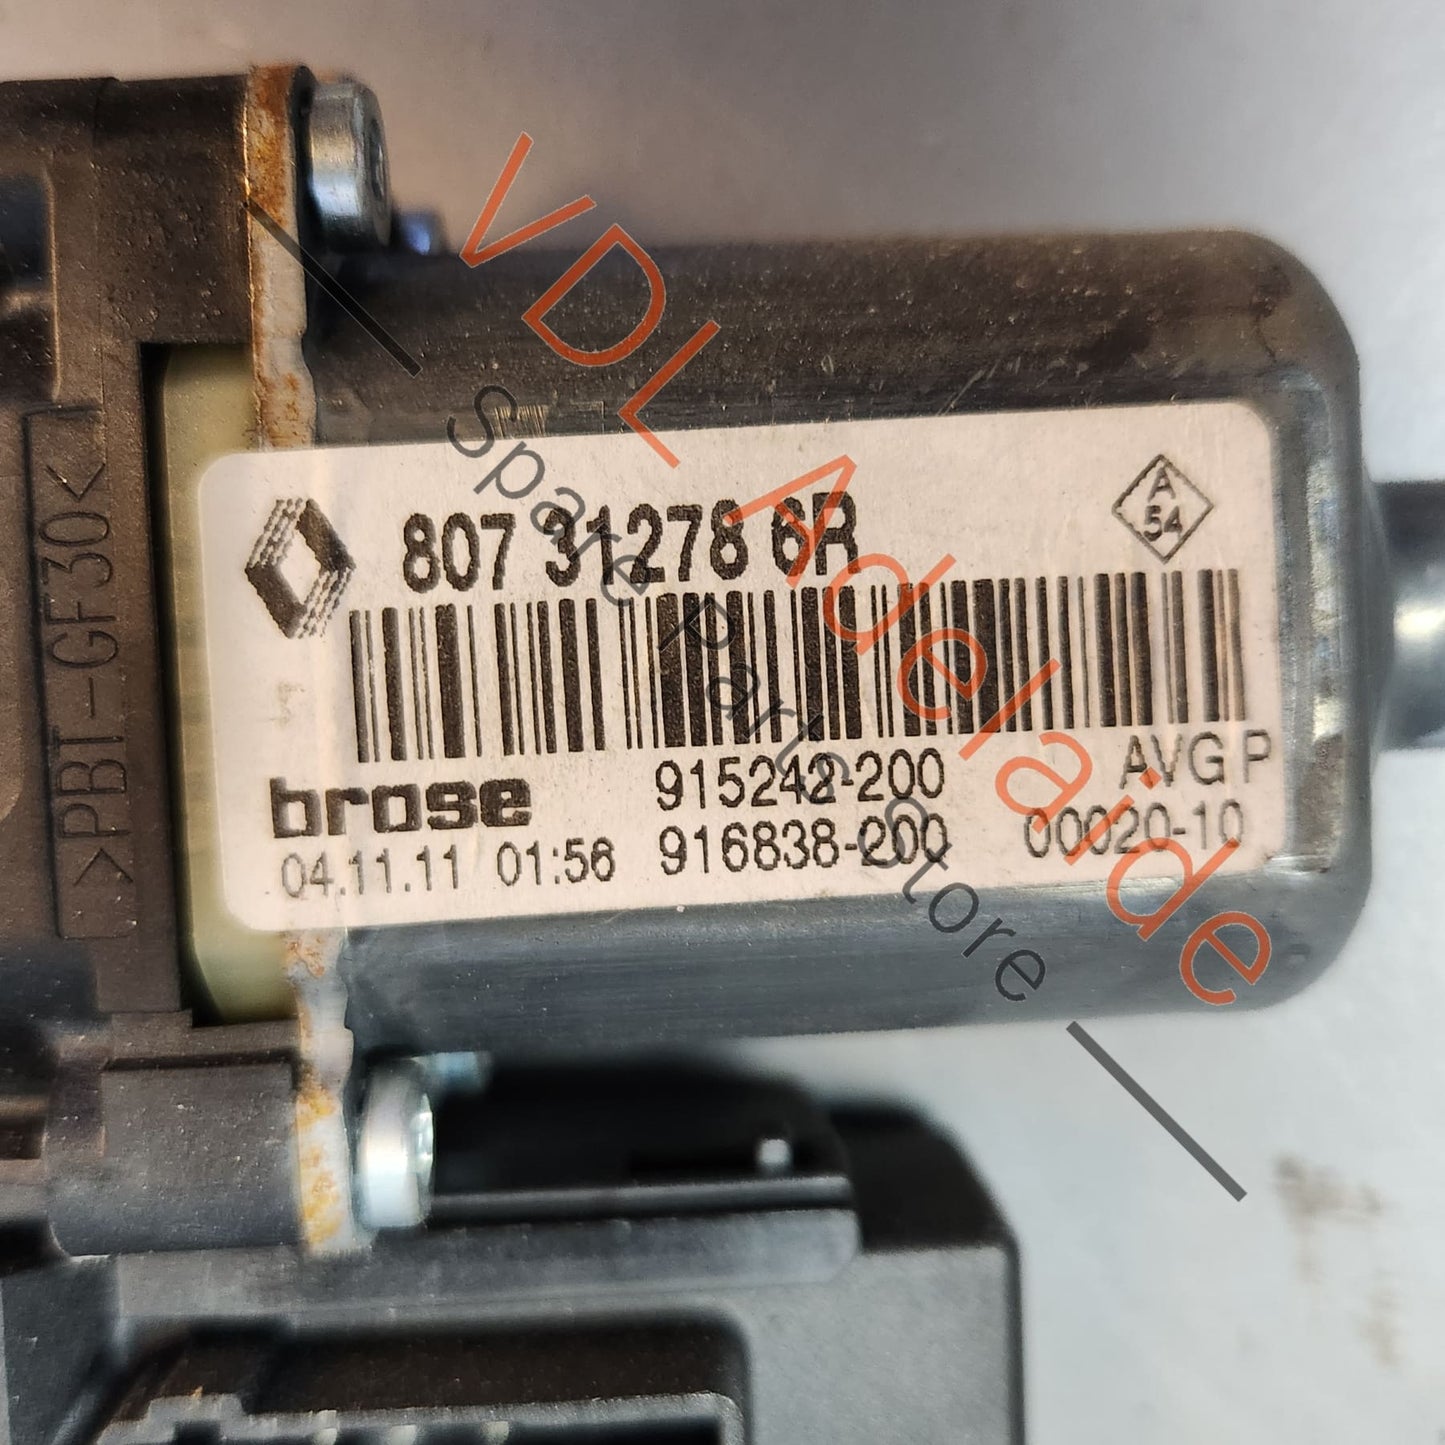 807 31278 6R
A
54
brose
915242-200
AVG P
04.11.11 01:56
916838-200
00020-10
>PBT-GF30<
VDL Adelaide
Spare Parts Store